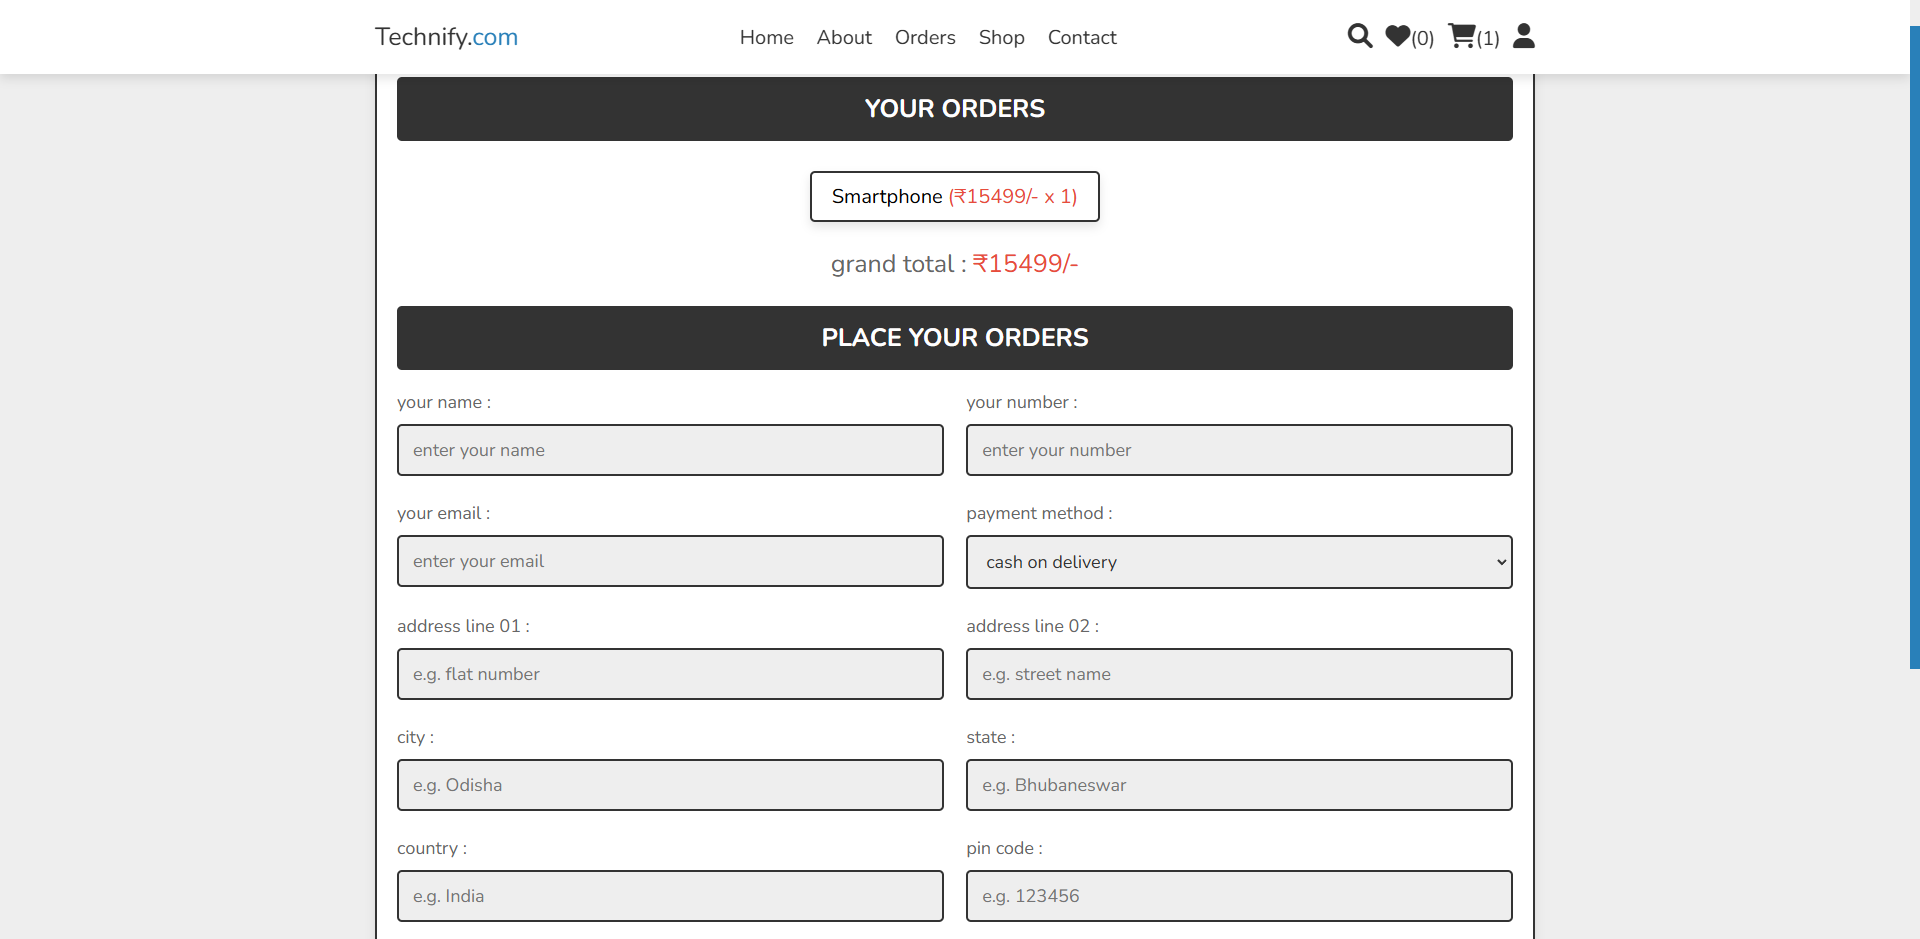 Technify.com Home About Orders Shop Contact (0) (1)
YOUR ORDERS
Smartphone (₹15499/- x 1)
grand total : ₹15499/-
PLACE YOUR ORDERS
your name : your number :
enter your name enter your number
your email : payment method :
enter your email cash on delivery
address line 01 : address line 02 :
e.g. flat number e.g. street name
city : state :
e.g. Odisha e.g. Bhubaneswar
country : pin code :
e.g. India e.g. 123456